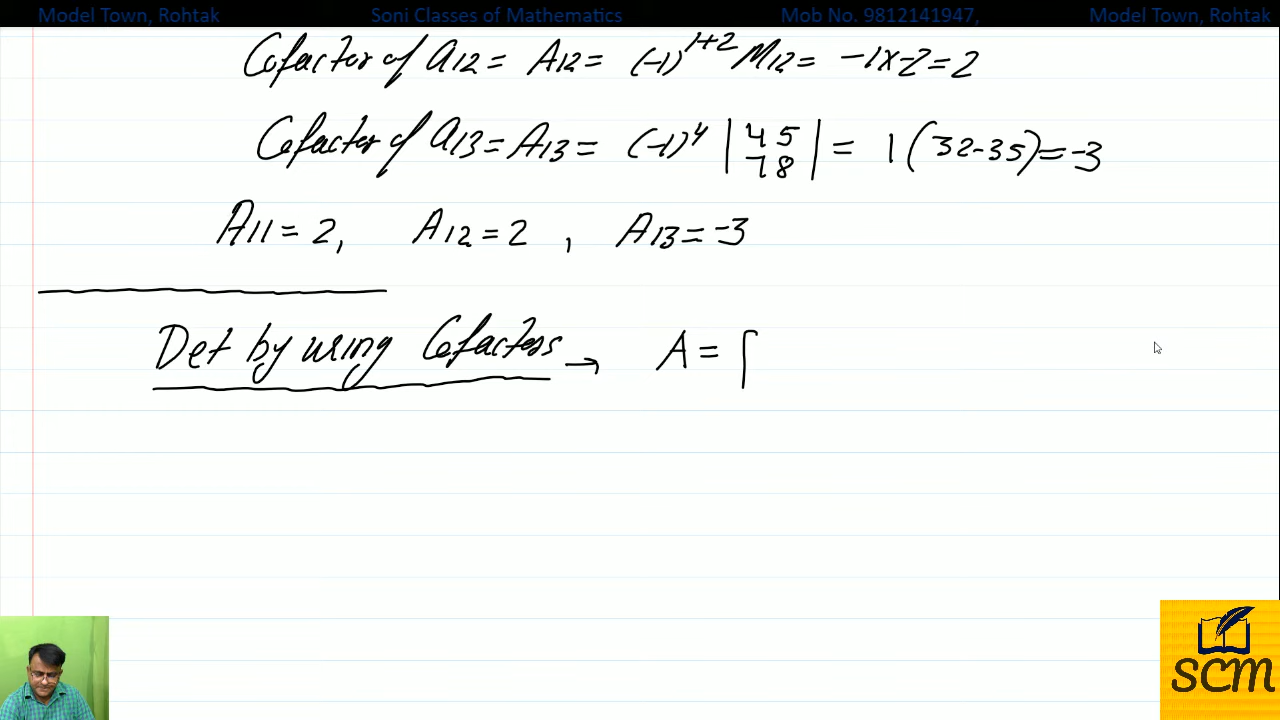 Model Town, Rohtak Soni Classes of Mathematics Mob No. 9812141947, Model Town, Rohtak
Cofactor of a12 = A12 = (-1)^1+2 M12 = -1x-2 = 2
Cofactor of a13 = A13 = (-1)^4 | 4 5 | = 1(32-35) = -3
7 8
A11 = 2, A12 = 2, A13 = -3
Det by using Cofactors → A = [
SCM